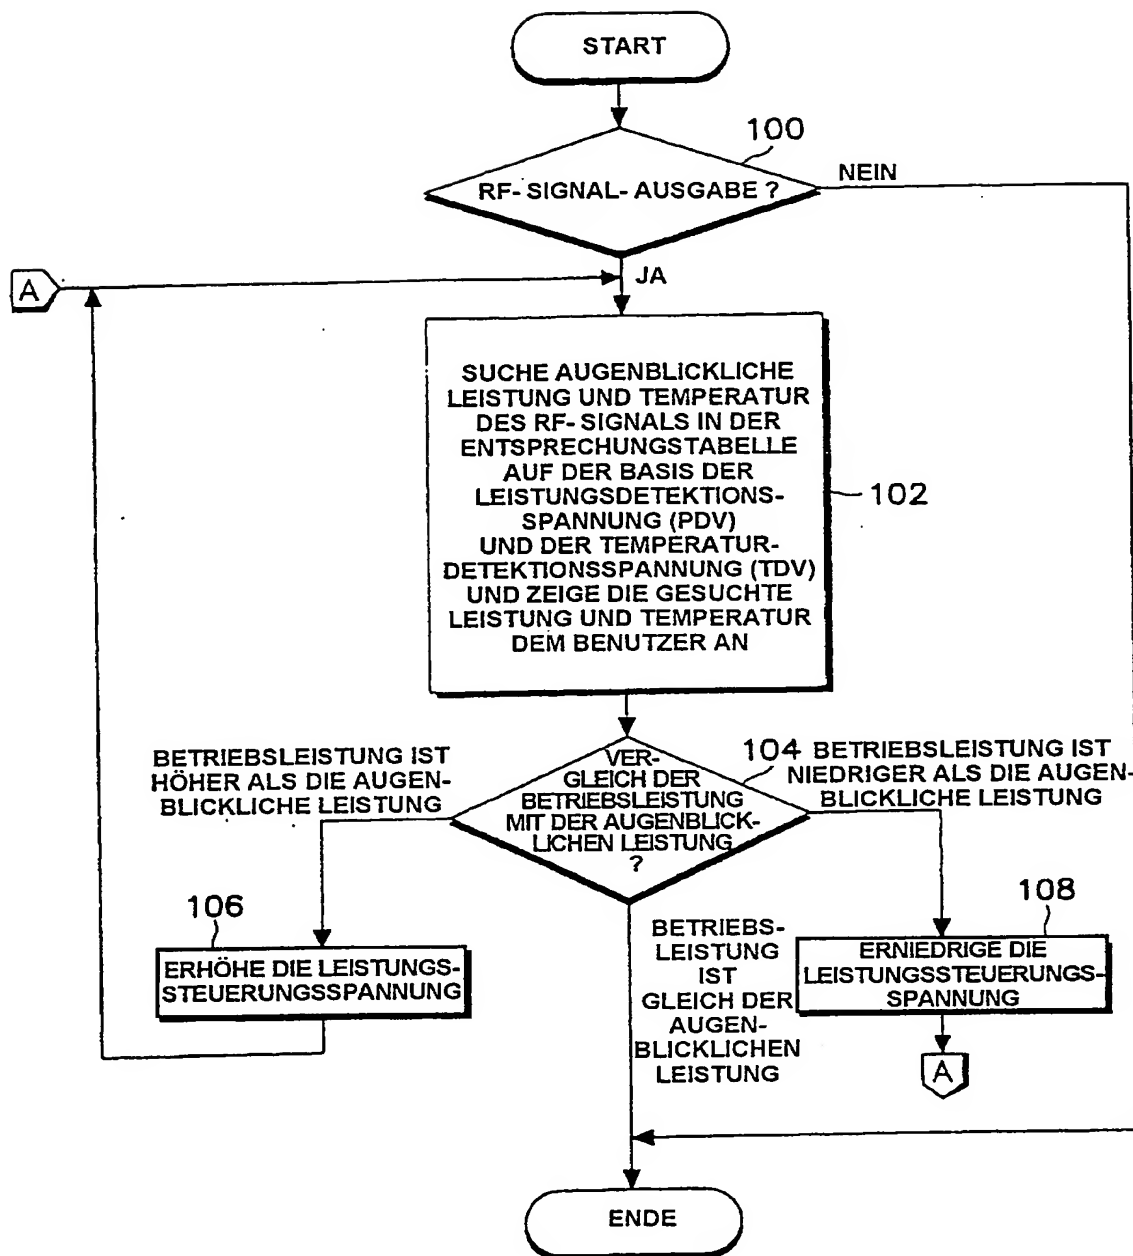 START
100
RF- SIGNAL- AUSGABE ?
NEIN
A
JA
SUCHE AUGENBLICKLICHE
LEISTUNG UND TEMPERATUR
DES RF- SIGNALS IN DER
ENTSPRECHUNGSTABELLE
AUF DER BASIS DER
LEISTUNGSDETEKTIONS-
SPANNUNG (PDV)
UND DER TEMPERATUR-
DETEKTIONSSPANNUNG (TDV)
UND ZEIGE DIE GESUCHTE
LEISTUNG UND TEMPERATUR
DEM BENUTZER AN
102
BETRIEBSLEISTUNG IST
HÖHER ALS DIE AUGEN-
BLICKLICHE LEISTUNG
VER-
GLEICH DER
BETRIEBSLEISTUNG
MIT DER AUGENBLICK-
LICHEN LEISTUNG
?
104
BETRIEBSLEISTUNG IST
NIEDRIGER ALS DIE AUGEN-
BLICKLICHE LEISTUNG
106
ERHÖHE DIE LEISTUNGS-
STEUERUNGSSPANNUNG
BETRIEBS-
LEISTUNG
IST
GLEICH DER
AUGEN-
BLICKLICHEN
LEISTUNG
108
ERNIEDRIGE DIE
LEISTUNGSSTEUERUNGS-
SPANNUNG
A
ENDE